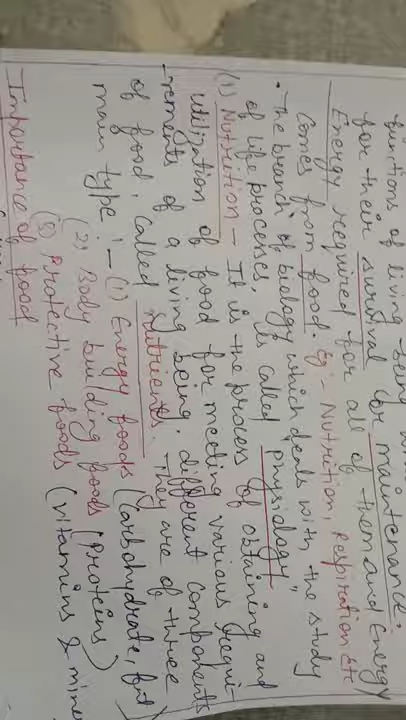 functions of living being
for their survival for maintenance.
Energy required for all of them and Energy
comes from food. eg:- Nutrition, respiration etc
• The branch of biology which deals with the study
of life processes is called physiology.
(1) Nutrition - It is the process of obtaining and
utilization of food for meeting various requi-
-rements of a living being. different components
of food, called nutrients. They are of three
main type :- (1) Energy foods (Carbohydrate, fat)
(2) Body building foods (proteins)
(3) protective foods (vitamins & mine
Importance of food